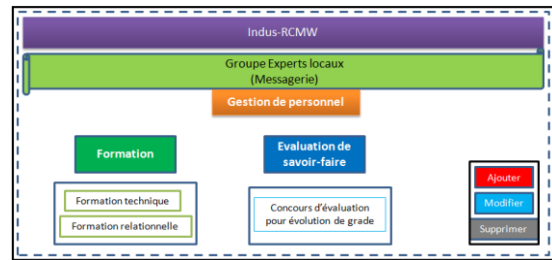 Indus-RCMW
Groupe Experts locaux
(Messagerie)
Gestion de personnel
Formation
Evaluation de
savoir-faire
Formation technique
Formation relationnelle
Concours d'évaluation
pour évolution de grade
Ajouter
Modifier
Supprimer